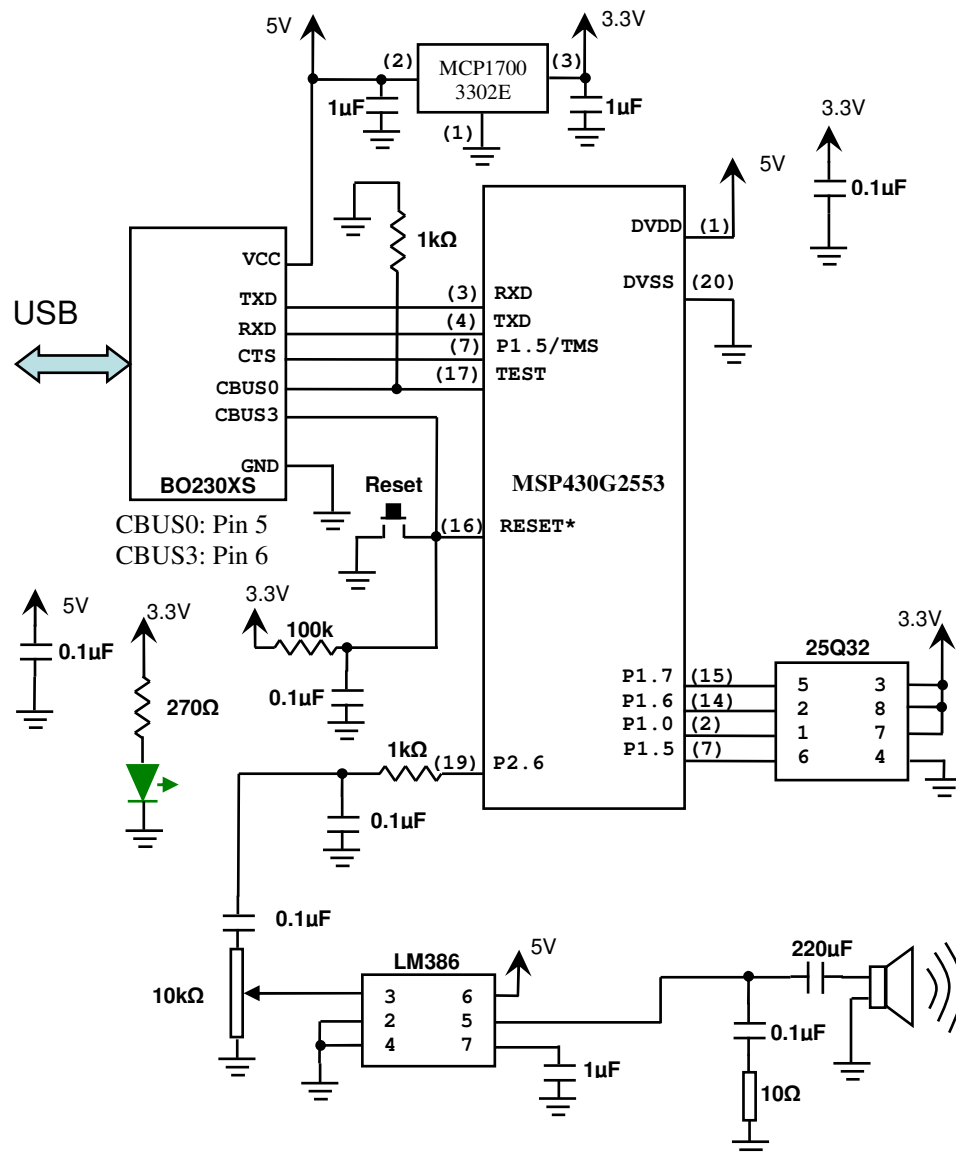 5V
3.3V
(2)
MCP1700
3302E
(3)
1µF
(1)
1µF
3.3V
0.1µF
5V
1kΩ
DVDD (1)
DVSS (20)
USB
VCC
TXD
RXD
CTS
CBUS0
CBUS3
GND
BO230XS
(3) RXD
(4) TXD
(7) P1.5/TMS
(17) TEST
MSP430G2553
Reset
(16) RESET*
CBUS0: Pin 5
CBUS3: Pin 6
5V
0.1µF
3.3V
270Ω
3.3V
100k
0.1µF
3.3V
25Q32
P1.7 (15) 5 3
P1.6 (14) 2 8
P1.0 (2) 1 7
P1.5 (7) 6 4
1kΩ
(19) P2.6
0.1µF
0.1µF
10kΩ
LM386
5V
3 6
2 5
4 7
1µF
220µF
0.1µF
10Ω